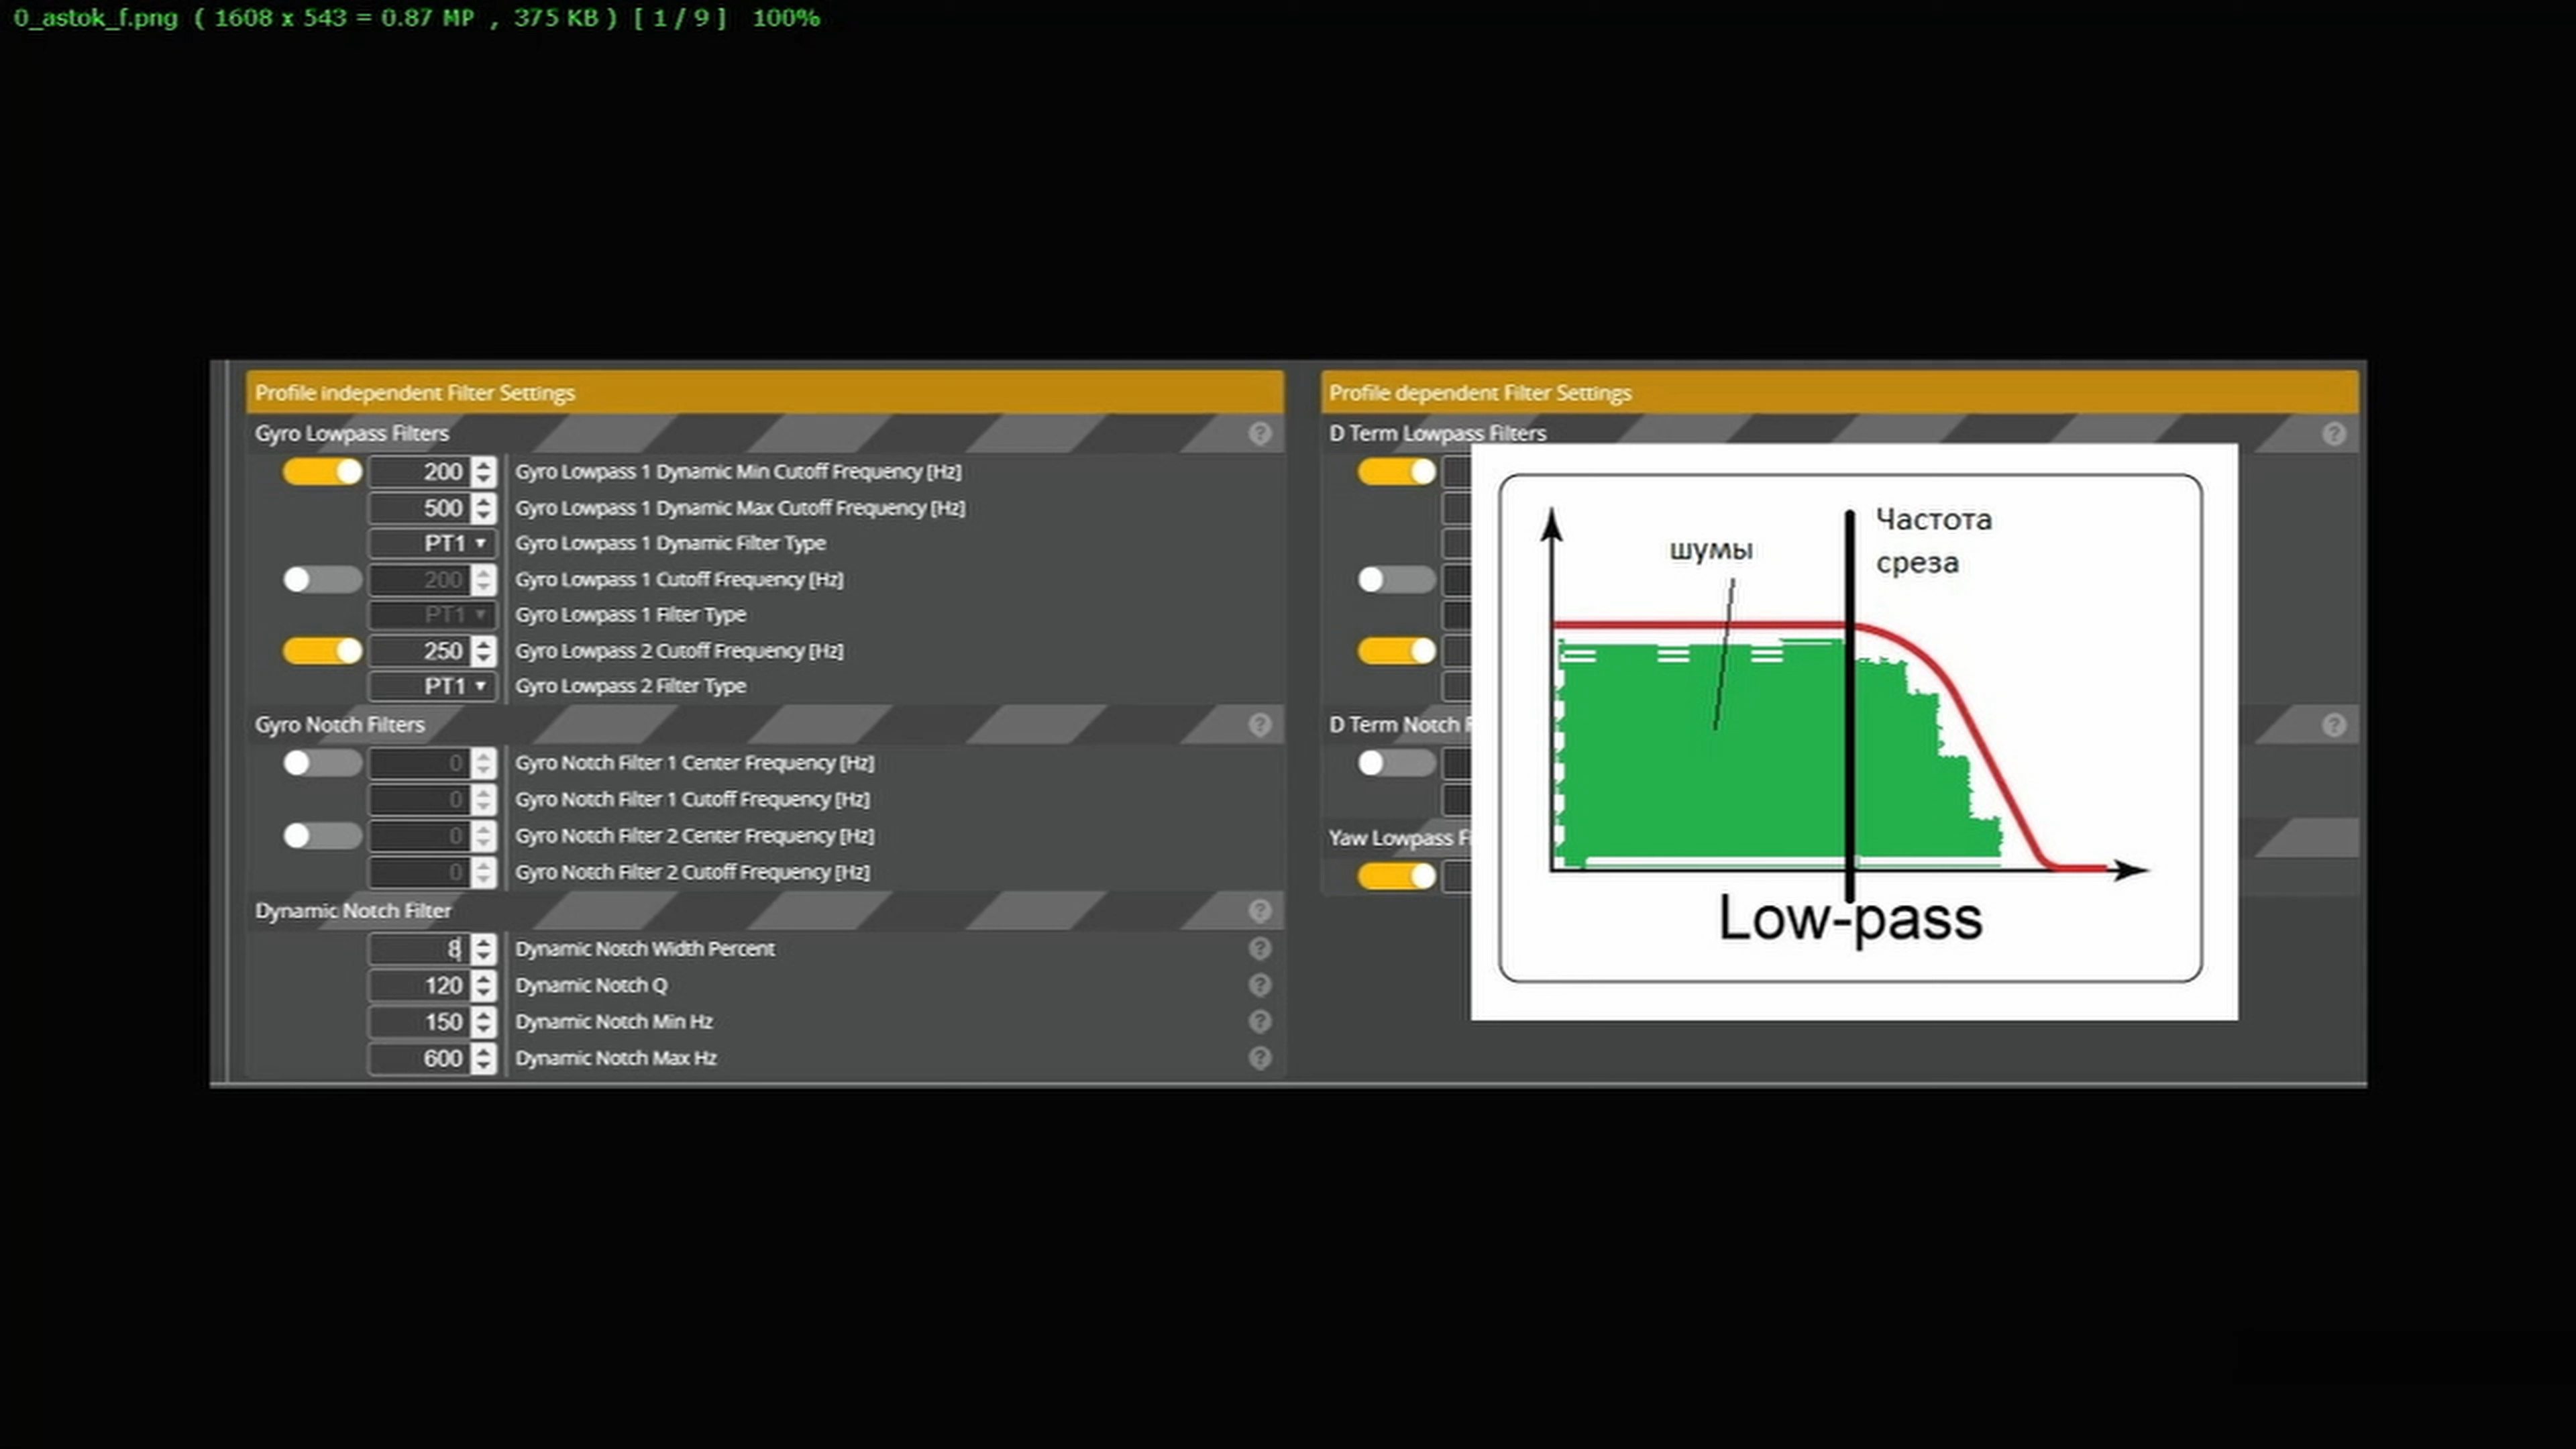 0_astok_f.png ( 1608 x 543 = 0.87 MP , 375 KB ) [ 1 / 9 ] 100%
Profile independent Filter Settings
Gyro Lowpass Filters
200 Gyro Lowpass 1 Dynamic Min Cutoff Frequency [Hz]
500 Gyro Lowpass 1 Dynamic Max Cutoff Frequency [Hz]
PT1 Gyro Lowpass 1 Dynamic Filter Type
200 Gyro Lowpass 1 Cutoff Frequency [Hz]
PT1 Gyro Lowpass 1 Filter Type
250 Gyro Lowpass 2 Cutoff Frequency [Hz]
PT1 Gyro Lowpass 2 Filter Type
Gyro Notch Filters
0 Gyro Notch Filter 1 Center Frequency [Hz]
0 Gyro Notch Filter 1 Cutoff Frequency [Hz]
0 Gyro Notch Filter 2 Center Frequency [Hz]
0 Gyro Notch Filter 2 Cutoff Frequency [Hz]
Dynamic Notch Filter
8 Dynamic Notch Width Percent
120 Dynamic Notch Q
150 Dynamic Notch Min Hz
600 Dynamic Notch Max Hz
Profile dependent Filter Settings
D Term Lowpass Filters
D Term Notch F
Yaw Lowpass Fi
шумы
Частота
среза
Low-pass